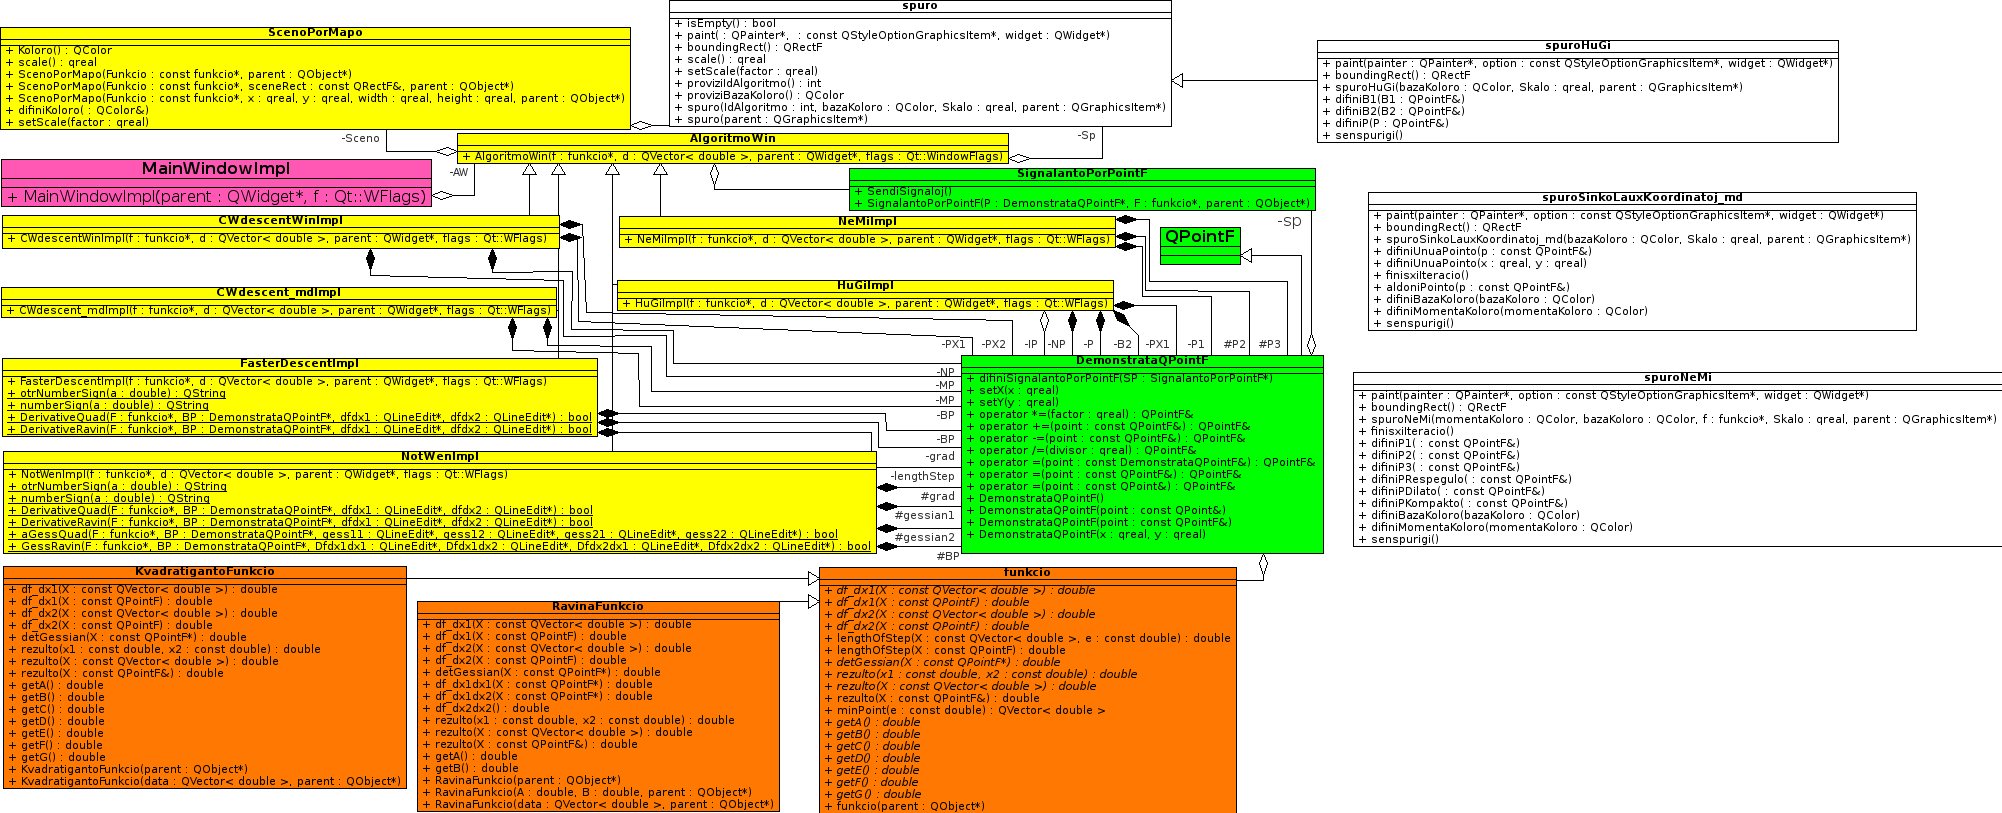 ScenoPorMapo
+ Koloro() : QColor
+ scale() : qreal
+ ScenoPorMapo(Funkcio : const funkcio*, parent : QObject*)
+ ScenoPorMapo(Funkcio : const funkcio*, sceneRect : const QRectF&, parent : QObject*)
+ ScenoPorMapo(Funkcio : const funkcio*, x : qreal, y : qreal, width : qreal, height : qreal, parent : QObject*)
+ difiniKoloro( : QColor&)
+ setScale(factor : qreal)
spuro
+ isEmpty() : bool
+ paint( : QPainter*, : const QStyleOptionGraphicsItem*, widget : QWidget*)
+ boundingRect() : QRectF
+ scale() : qreal
+ setScale(factor : qreal)
+ proviziIdAlgoritmo() : int
+ proviziBazaKoloro() : QColor
+ spuro(IdAlgoritmo : int, bazaKoloro : QColor, Skalo : qreal, parent : QGraphicsItem*)
+ spuro(parent : QGraphicsItem*)
spuroHuGi
+ paint(painter : QPainter*, option : const QStyleOptionGraphicsItem*, widget : QWidget*)
+ boundingRect() : QRectF
+ spuroHuGi(bazaKoloro : QColor, Skalo : qreal, parent : QGraphicsItem*)
+ difiniB1(B1 : QPointF&)
+ difiniB2(B2 : QPointF&)
+ difiniP(P : QPointF&)
+ senspurigi()
-Sceno
-Sp
AlgoritmoWin
+ AlgoritmoWin(f : funkcio*, d : QVector< double >, parent : QWidget*, flags : Qt::WindowFlags)
-AW
MainWindowImpl
+ MainWindowImpl(parent : QWidget*, f : Qt::WFlags)
SignalantoPorPointF
+ SendiSignaloj()
+ SignalantoPorPointF(P : DemonstrataQPointF*, F : funkcio*, parent : QObject*)
-sp
spuroSinkoLauxKoordinatoj_md
+ paint(painter : QPainter*, option : const QStyleOptionGraphicsItem*, widget : QWidget*)
+ boundingRect() : QRectF
+ spuroSinkoLauxKoordinatoj_md(bazaKoloro : QColor, Skalo : qreal, parent : QGraphicsItem*)
+ difiniUnuaPointo(p : const QPointF&)
+ difiniUnuaPointo(x : qreal, y : qreal)
+ finisxiIteracio()
+ aldoniPointo(p : const QPointF&)
+ difiniBazaKoloro(bazaKoloro : QColor)
+ difiniMomentaKoloro(momentaKoloro : QColor)
+ senspurigi()
CWdescentWinImpl
+ CWdescentWinImpl(f : funkcio*, d : QVector< double >, parent : QWidget*, flags : Qt::WFlags)
NeMiImpl
+ NeMiImpl(f : funkcio*, d : QVector< double >, parent : QWidget*, flags : Qt::WFlags)
QPointF
CWdescent_mdImpl
+ CWdescent_mdImpl(f : funkcio*, d : QVector< double >, parent : QWidget*, flags : Qt::WFlags)
HuGiImpl
+ HuGiImpl(f : funkcio*, d : QVector< double >, parent : QWidget*, flags : Qt::WFlags)
-PX1
-PX2
-IP
-NP
-P
-B2
-PX1
-P1
#P2
#P3
FasterDescentImpl
+ FasterDescentImpl(f : funkcio*, d : QVector< double >, parent : QWidget*, flags : Qt::WFlags)
+ otrNumberSign(a : double) : QString
+ numberSign(a : double) : QString
+ DerivativeQuad(F : funkcio*, BP : DemonstrataQPointF*, dfdx1 : QLineEdit*, dfdx2 : QLineEdit*) : bool
+ DerivativeRavin(F : funkcio*, BP : DemonstrataQPointF*, dfdx1 : QLineEdit*, dfdx2 : QLineEdit*) : bool
-NP
-MP
-MP
-BP
-BP
-grad
-lengthStep
#grad
#gessian1
#gessian2
#BP
DemonstrataQPointF
+ difiniSignalantoPorPointF(SP : SignalantoPorPointF*)
+ setX(x : qreal)
+ setY(y : qreal)
+ operator *=(factor : qreal) : QPointF&
+ operator +=(point : const QPointF&) : QPointF&
+ operator -=(point : const QPointF&) : QPointF&
+ operator /=(divisor : qreal) : QPointF&
+ operator =(point : const DemonstrataQPointF&) : QPointF&
+ operator =(point : const QPointF&) : QPointF&
+ operator =(point : const QPoint&) : QPointF&
+ DemonstrataQPointF()
+ DemonstrataQPointF(point : const QPoint&)
+ DemonstrataQPointF(point : const QPointF&)
+ DemonstrataQPointF(x : qreal, y : qreal)
spuroNeMi
+ paint(painter : QPainter*, option : const QStyleOptionGraphicsItem*, widget : QWidget*)
+ boundingRect() : QRectF
+ spuroNeMi(momentaKoloro : QColor, bazaKoloro : QColor, f : funkcio*, Skalo : qreal, parent : QGraphicsItem*)
+ finisxiIteracio()
+ difiniP1( : const QPointF&)
+ difiniP2( : const QPointF&)
+ difiniP3( : const QPointF&)
+ difiniPRespegulo( : const QPointF&)
+ difiniPDilato( : const QPointF&)
+ difiniPKompakto( : const QPointF&)
+ difiniBazaKoloro(bazaKoloro : QColor)
+ difiniMomentaKoloro(momentaKoloro : QColor)
+ senspurigi()
NotWenImpl
+ NotWenImpl(f : funkcio*, d : QVector< double >, parent : QWidget*, flags : Qt::WFlags)
+ otrNumberSign(a : double) : QString
+ numberSign(a : double) : QString
+ DerivativeQuad(F : funkcio*, BP : DemonstrataQPointF*, dfdx1 : QLineEdit*, dfdx2 : QLineEdit*) : bool
+ DerivativeRavin(F : funkcio*, BP : DemonstrataQPointF*, dfdx1 : QLineEdit*, dfdx2 : QLineEdit*) : bool
+ aGessQuad(F : funkcio*, BP : DemonstrataQPointF*, gess11 : QLineEdit*, gess12 : QLineEdit*, gess21 : QLineEdit*, gess22 : QLineEdit*) : bool
+ GessRavin(F : funkcio*, BP : DemonstrataQPointF*, Dfdx1dx1 : QLineEdit*, Dfdx1dx2 : QLineEdit*, Dfdx2dx1 : QLineEdit*, Dfdx2dx2 : QLineEdit*) : bool
KvadratigantoFunkcio
+ df_dx1(X : const QVector< double >) : double
+ df_dx1(X : const QPointF) : double
+ df_dx2(X : const QVector< double >) : double
+ df_dx2(X : const QPointF) : double
+ detGessian(X : const QPointF*) : double
+ rezulto(x1 : const double, x2 : const double) : double
+ rezulto(X : const QVector< double >) : double
+ rezulto(X : const QPointF&) : double
+ getA() : double
+ getB() : double
+ getC() : double
+ getD() : double
+ getE() : double
+ getF() : double
+ getG() : double
+ KvadratigantoFunkcio(parent : QObject*)
+ KvadratigantoFunkcio(data : QVector< double >, parent : QObject*)
RavinaFunkcio
+ df_dx1(X : const QVector< double >) : double
+ df_dx1(X : const QPointF) : double
+ df_dx2(X : const QVector< double >) : double
+ df_dx2(X : const QPointF) : double
+ detGessian(X : const QPointF*) : double
+ df_dx1dx1(X : const QPointF*) : double
+ df_dx1dx2(X : const QPointF*) : double
+ df_dx2dx2() : double
+ rezulto(x1 : const double, x2 : const double) : double
+ rezulto(X : const QVector< double >) : double
+ rezulto(X : const QPointF&) : double
+ getA() : double
+ getB() : double
+ RavinaFunkcio(parent : QObject*)
+ RavinaFunkcio(A : double, B : double, parent : QObject*)
+ RavinaFunkcio(data : QVector< double >, parent : QObject*)
funkcio
+ df_dx1(X : const QVector< double >) : double
+ df_dx1(X : const QPointF) : double
+ df_dx2(X : const QVector< double >) : double
+ df_dx2(X : const QPointF) : double
+ lengthOfStep(X : const QVector< double >, e : const double) : double
+ lengthOfStep(X : const QPointF) : double
+ detGessian(X : const QPointF*) : double
+ rezulto(x1 : const double, x2 : const double) : double
+ rezulto(X : const QVector< double >) : double
+ rezulto(X : const QPointF&) : double
+ minPoint(e : const double) : QVector< double >
+ getA() : double
+ getB() : double
+ getC() : double
+ getD() : double
+ getE() : double
+ getF() : double
+ getG() : double
+ funkcio(parent : QObject*)